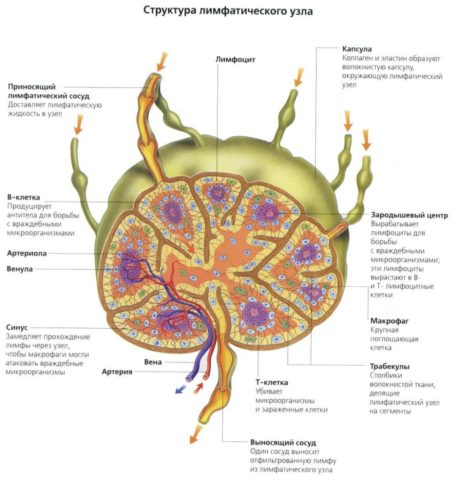 Структура лимфатического узла
Лимфоцит
Капсула
Коллаген и эластин образуют
волокнистую капсулу,
окружающую лимфатический
узел
Приносящий
лимфатический сосуд
Доставляет лимфатическую
жидкость в узел
В-клетка
Продуцирует
антитела для борьбы
с враждебными
микроорганизмами
Артериола
Венула
Зародышевый центр
Вырабатывает
лимфоциты для
борьбы
с враждебными
микроорганизмами;
эти лимфоциты
вырастают в В-
и Т- лимфоцитные
клетки
Синус
Замедляет прохождение
лимфы через узел,
чтобы макрофаги могли
атаковать враждебные
микроорганизмы
Макрофаг
Крупная
поглощающая
клетка
Вена
Артерия
Т-клетка
Убивает
микроорганизмы
и зараженные клетки
Трабекулы
Столбики
волокнистой ткани,
делящие
лимфатический узел
на сегменты
Выносящий сосуд
Один сосуд выносит
отфильтрованную лимфу
из лимфатического узла